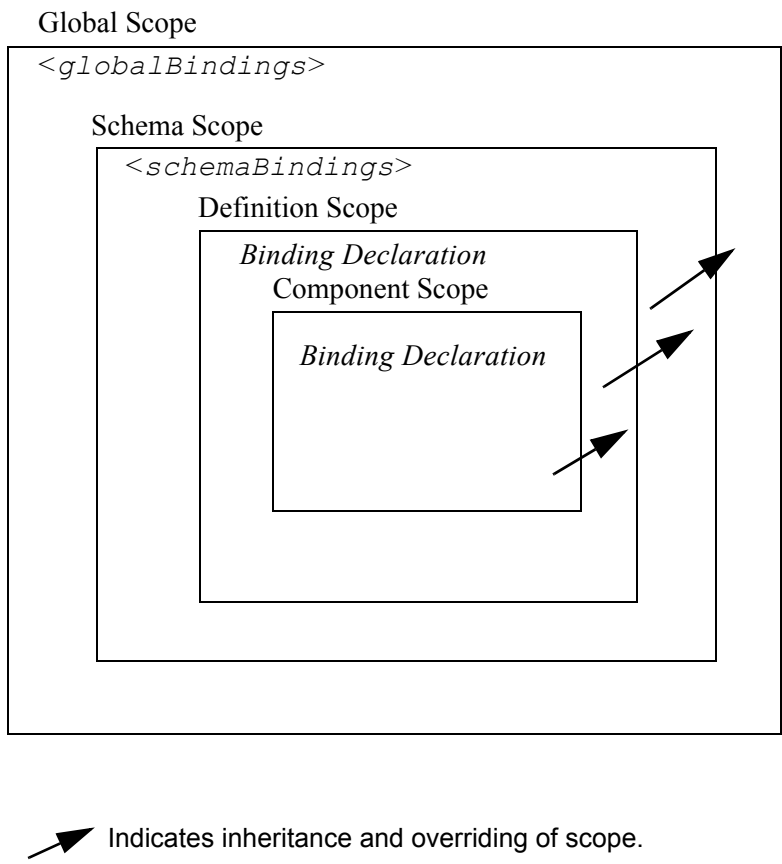 Global Scope
<globalBindings>
Schema Scope
<schemaBindings>
Definition Scope
Binding Declaration
Component Scope
Binding Declaration
Indicates inheritance and overriding of scope.